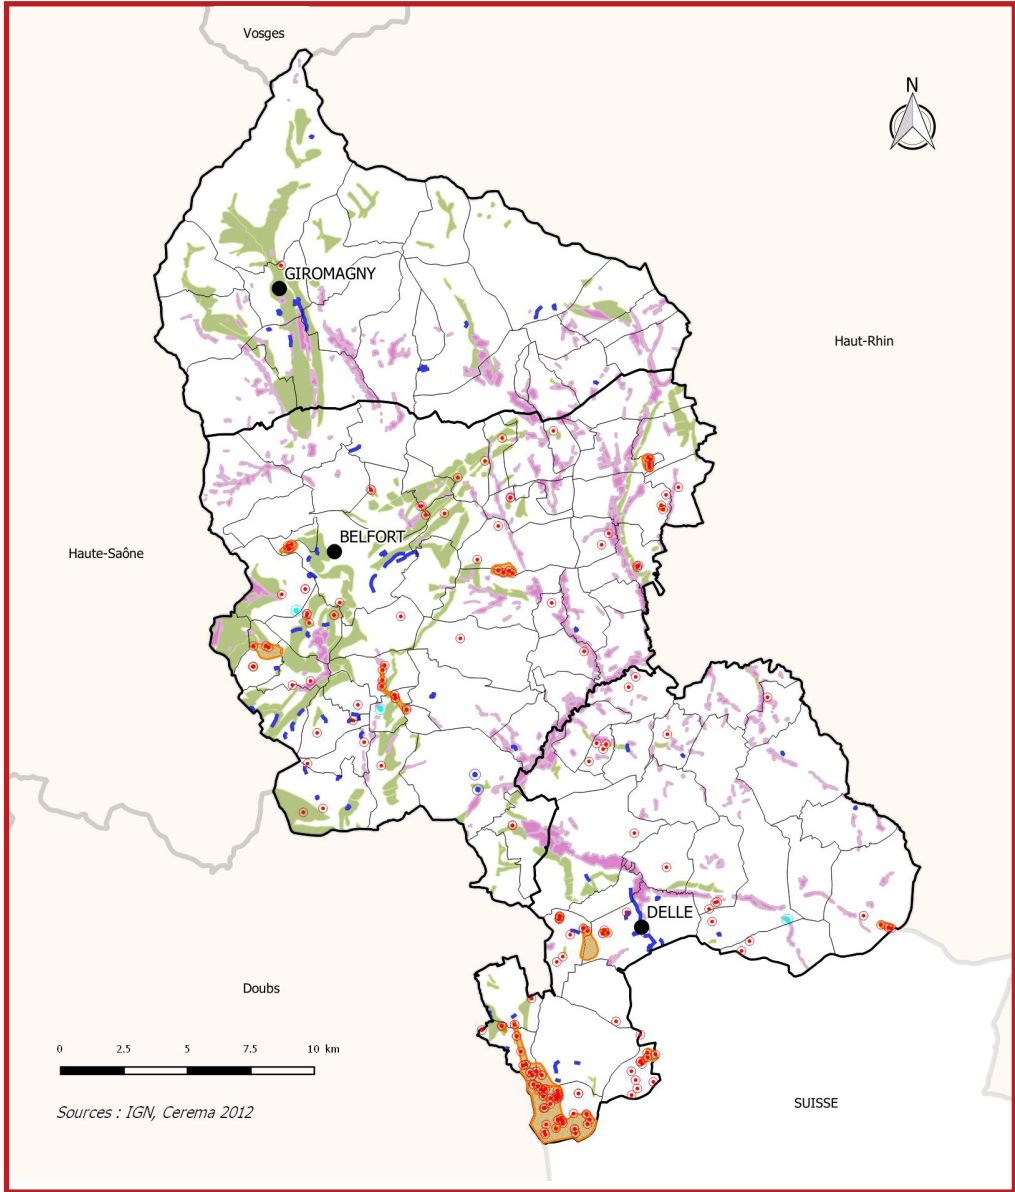 Vosges
N
GIROMAGNY
Haut-Rhin
BELFORT
Haute-Saône
DELLE
Doubs
0 2.5 5 7.5 10 km
SUISSE
Sources : IGN, Cerema 2012